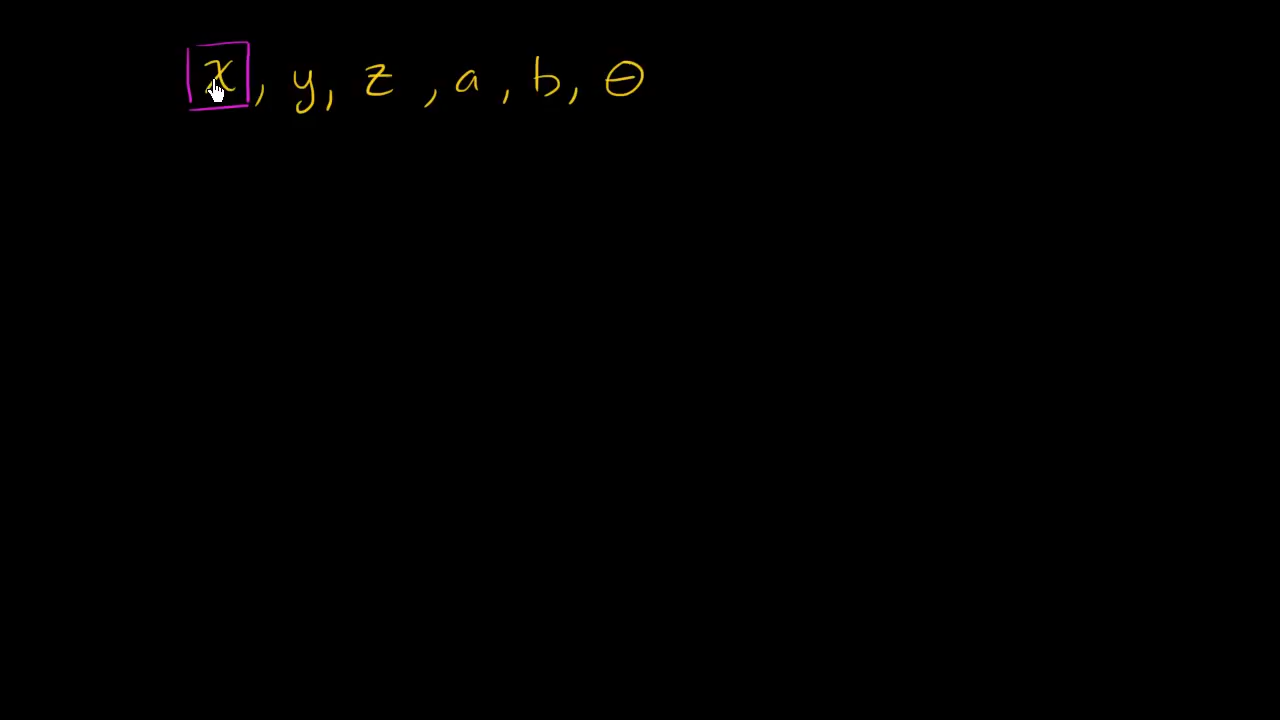 x, y, z, a, b, θ